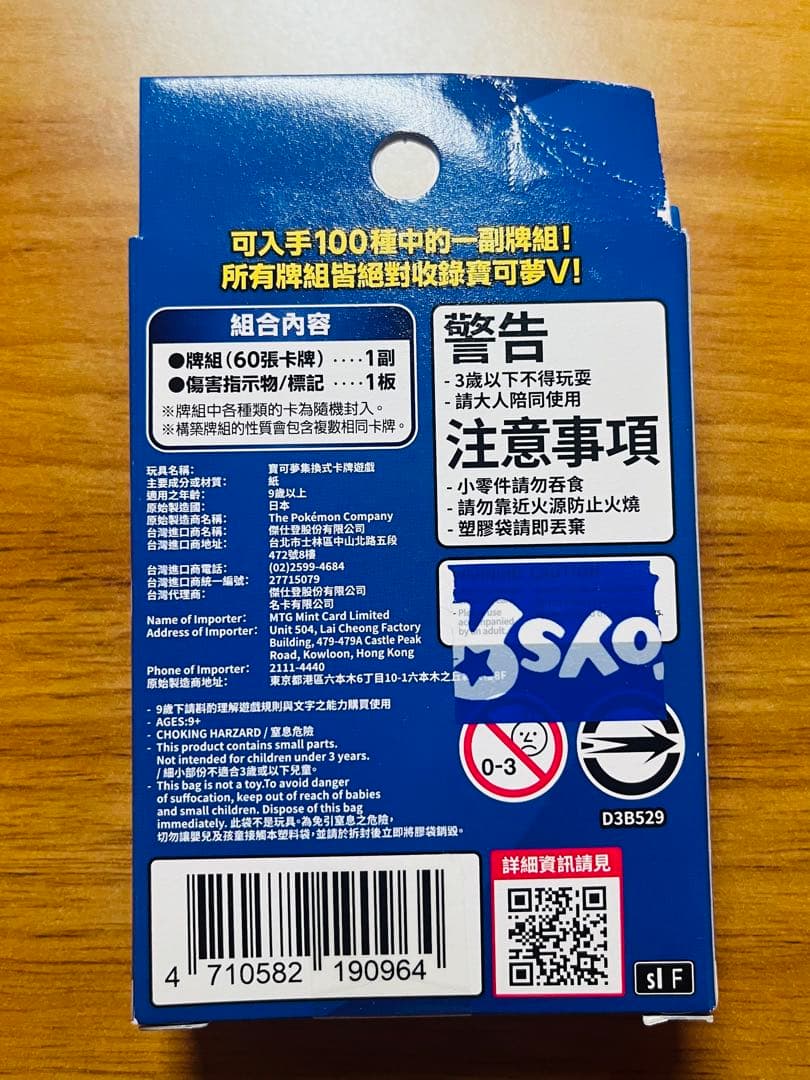 可入手100種中的一副牌組!
所有牌組皆絕對收錄寶可夢V!
組合內容
●牌組(60張卡牌)‥‥1副
●傷害指示物/標記‥‥1板
※牌組中各種類的卡為隨機封入。
※構築牌組的性質會包含複數相同卡牌。
警告
- 3歲以下不得玩耍
- 請大人陪同使用
注意事項
- 小零件請勿吞食
- 請勿靠近火源防止火燒
- 塑膠袋請即丟棄
玩具名稱: 寶可夢集換式卡牌遊戲
主要成分或材質: 紙
適用之年齡: 9歲以上
原始製造國: 日本
原始製造商名稱: The Pokémon Company
台灣進口商名稱: 傑仕登股份有限公司
台灣進口商地址: 台北市士林區中山北路五段
472號8樓
台灣進口商電話: (02)2599-4684
台灣進口商統一編號: 27715079
台灣代理商: 傑仕登股份有限公司
名卡有限公司
Name of Importer: MTG Mint Card Limited
Address of Importer: Unit 504, Lai Cheong Factory
Building, 479-479A Castle Peak
Road, Kowloon, Hong Kong
Phone of Importer: 2111-4440
原始製造商地址: 東京都港區六本木6丁目10-1六本木之丘 8F
accompanied
by an adult.
- 9歲下請斟酌理解遊戲規則與文字之能力購買使用
- AGES:9+
- CHOKING HARZARD / 窒息危險
- This product contains small parts.
Not intended for children under 3 years.
/ 細小部份不適合3歲或以下兒童。
- This bag is not a toy.To avoid danger
of suffocation, keep out of reach of babies
and small children. Dispose of this bag
immediately. 此袋不是玩具。為免引窒息之危險,
切勿讓嬰兒及孩童接觸本塑料袋,並請於拆封後立即將膠袋銷毀。
0-3
D3B529
4 710582 190964
詳細資訊請見
sI F